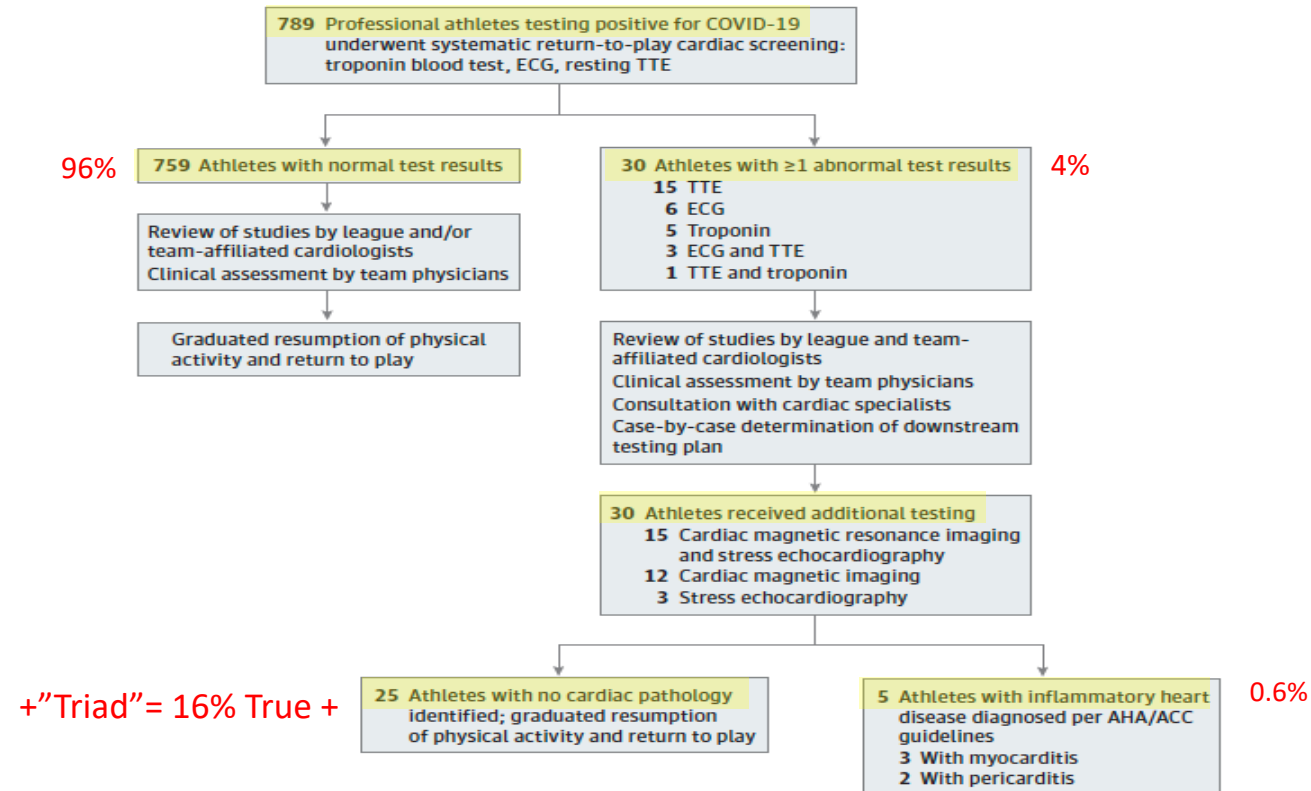 789 Professional athletes testing positive for COVID-19
underwent systematic return-to-play cardiac screening:
troponin blood test, ECG, resting TTE
96%
759 Athletes with normal test results
30 Athletes with ≥1 abnormal test results
15 TTE
6 ECG
5 Troponin
3 ECG and TTE
1 TTE and troponin
4%
Review of studies by league and/or
team-affiliated cardiologists
Clinical assessment by team physicians
Graduated resumption of physical
activity and return to play
Review of studies by league and team-
affiliated cardiologists
Clinical assessment by team physicians
Consultation with cardiac specialists
Case-by-case determination of downstream
testing plan
30 Athletes received additional testing
15 Cardiac magnetic resonance imaging
and stress echocardiography
12 Cardiac magnetic imaging
3 Stress echocardiography
+”Triad”= 16% True +
25 Athletes with no cardiac pathology
identified; graduated resumption
of physical activity and return to play
5 Athletes with inflammatory heart
disease diagnosed per AHA/ACC
guidelines
3 With myocarditis
2 With pericarditis
0.6%